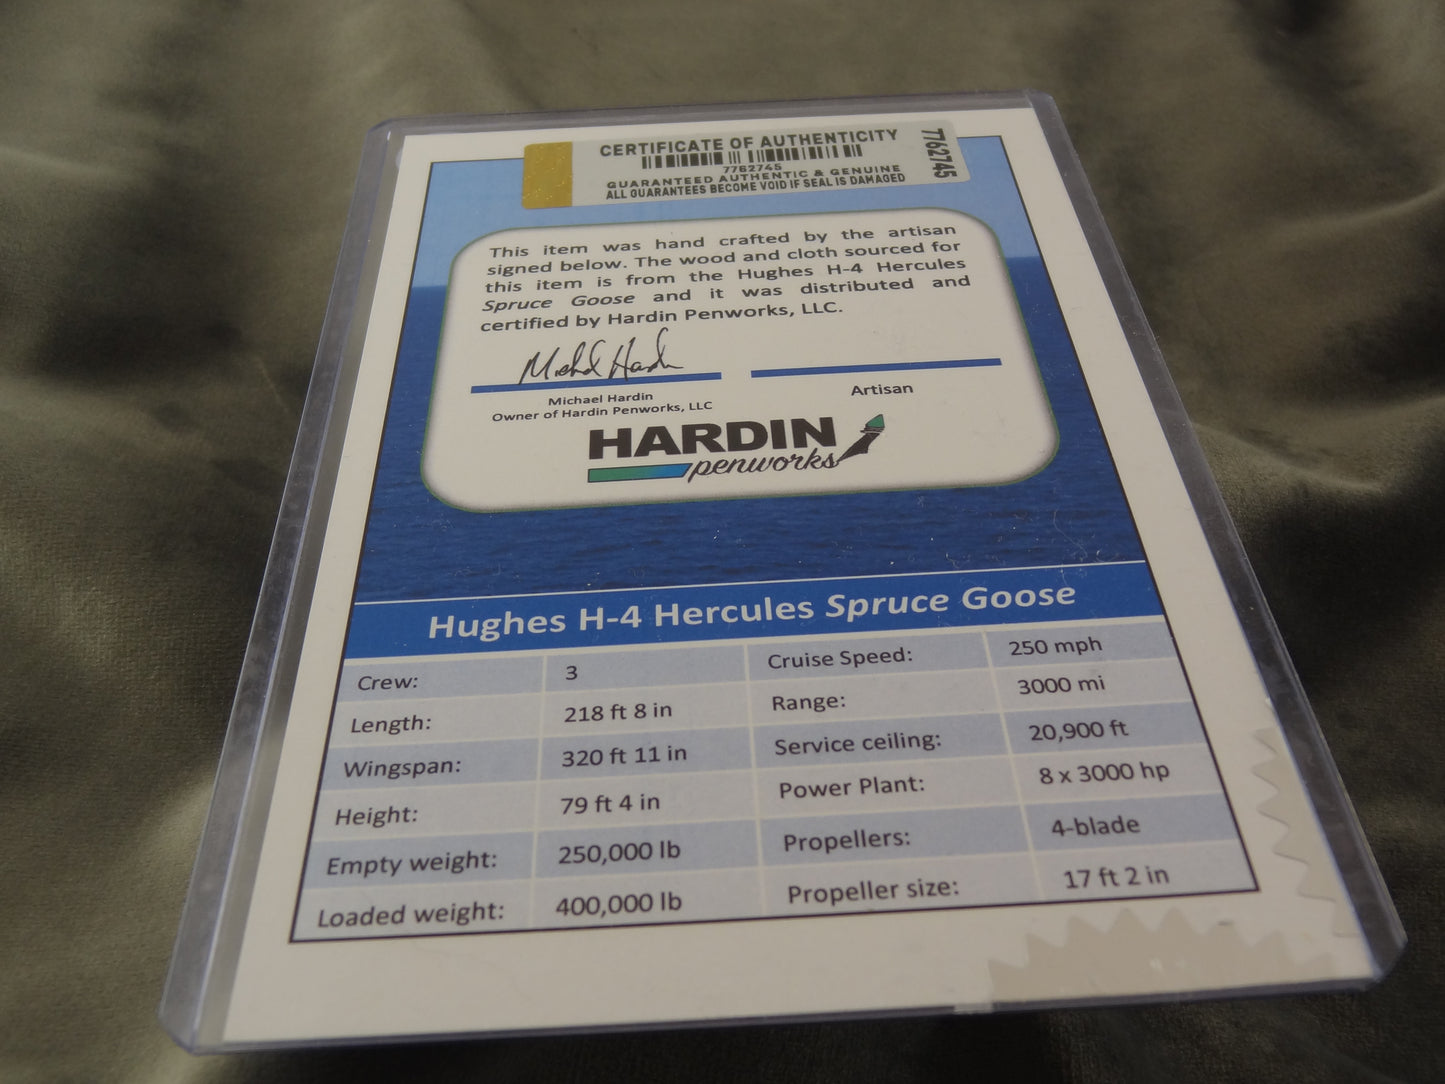 CERTIFICATE OF AUTHENTICITY
7762745
7762745
GUARANTEED AUTHENTIC & GENUINE
ALL GUARANTEES BECOME VOID IF SEAL IS DAMAGED
This item was hand crafted by the artisan
signed below. The wood and cloth sourced for
this item is from the Hughes H-4 Hercules
Spruce Goose and it was distributed and
certified by Hardin Penworks, LLC.
Michael Hardin
Michael Hardin
Owner of Hardin Penworks, LLC
Artisan
HARDIN
penworks
Hughes H-4 Hercules Spruce Goose
Crew: 3 Cruise Speed: 250 mph
Length: 218 ft 8 in Range: 3000 mi
Wingspan: 320 ft 11 in Service ceiling: 20,900 ft
Height: 79 ft 4 in Power Plant: 8 x 3000 hp
Empty weight: 250,000 lb Propellers: 4-blade
Loaded weight: 400,000 lb Propeller size: 17 ft 2 in